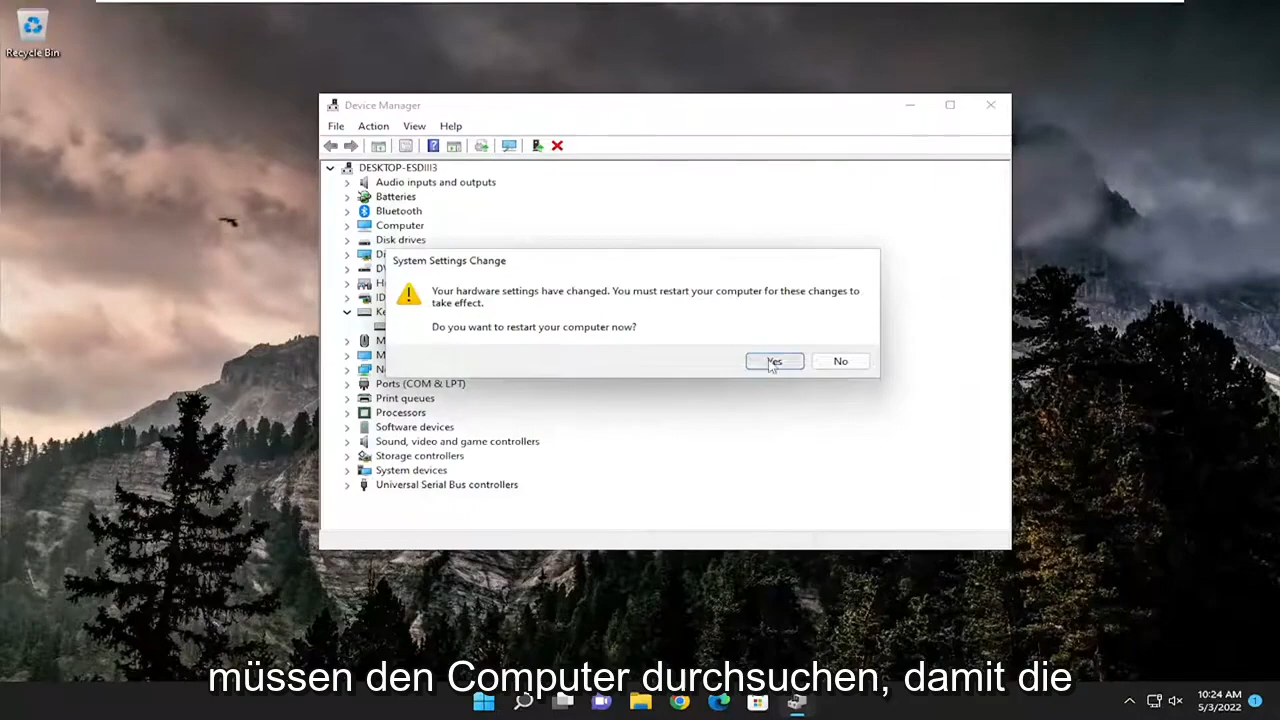 Recycle Bin
Device Manager
File Action View Help
DESKTOP-ESDIII3
Audio inputs and outputs
Batteries
Bluetooth
Computer
Disk drives
System Settings Change
Your hardware settings have changed. You must restart your computer for these changes to
take effect.
Do you want to restart your computer now?
Yes No
Ports (COM & LPT)
Print queues
Processors
Software devices
Sound, video and game controllers
Storage controllers
System devices
Universal Serial Bus controllers
müssen den Computer durchsuchen, damit die
10:24 AM
5/3/2022
1